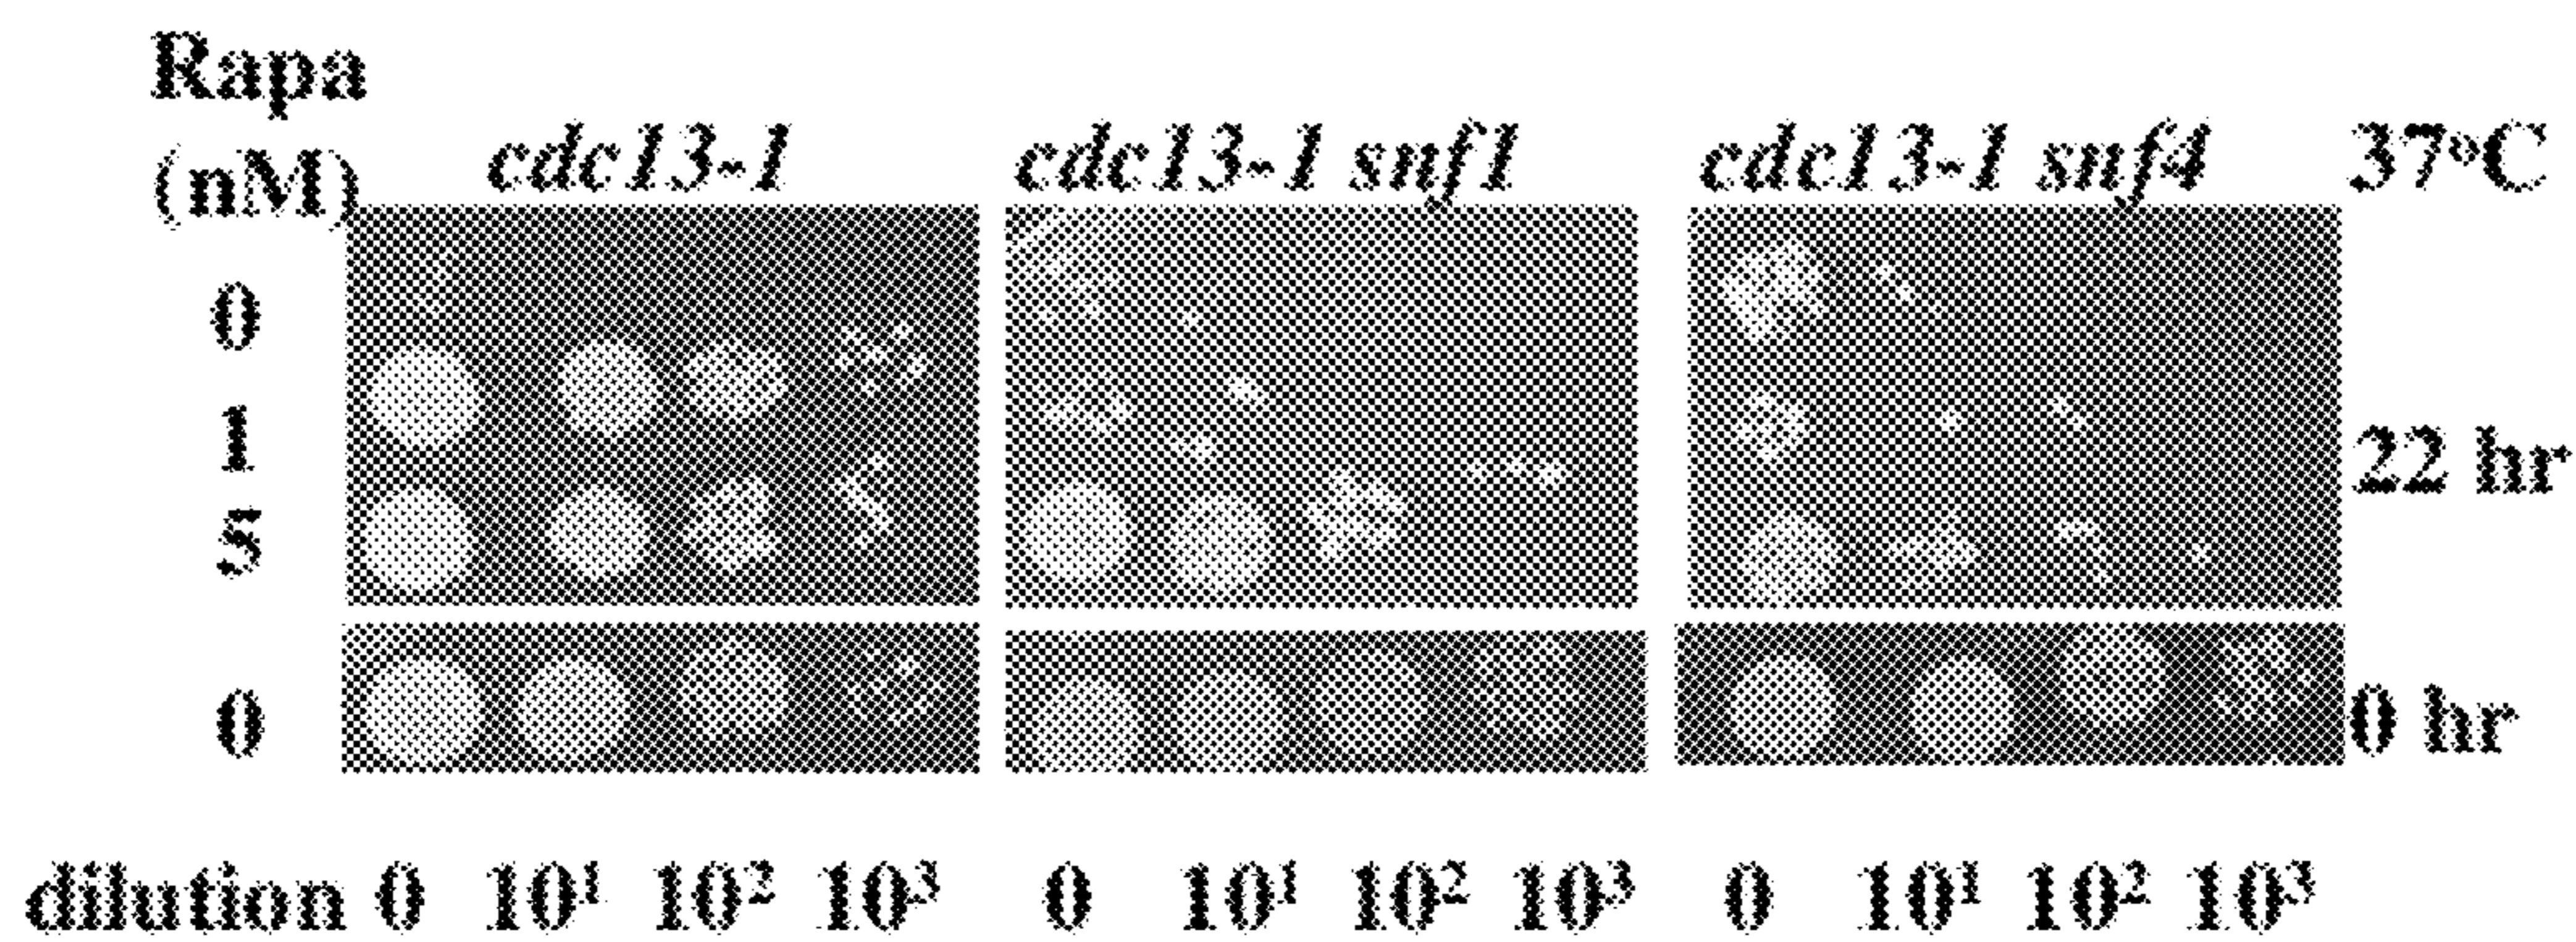 Rapa
(nM)
cdc13-1 cdc13-1 snf1 cdc13-1 snf4 37°C
0
1
22 hr
5
0
0 hr
dilution 0 10¹ 10² 10³ 0 10¹ 10² 10³ 0 10¹ 10² 10³